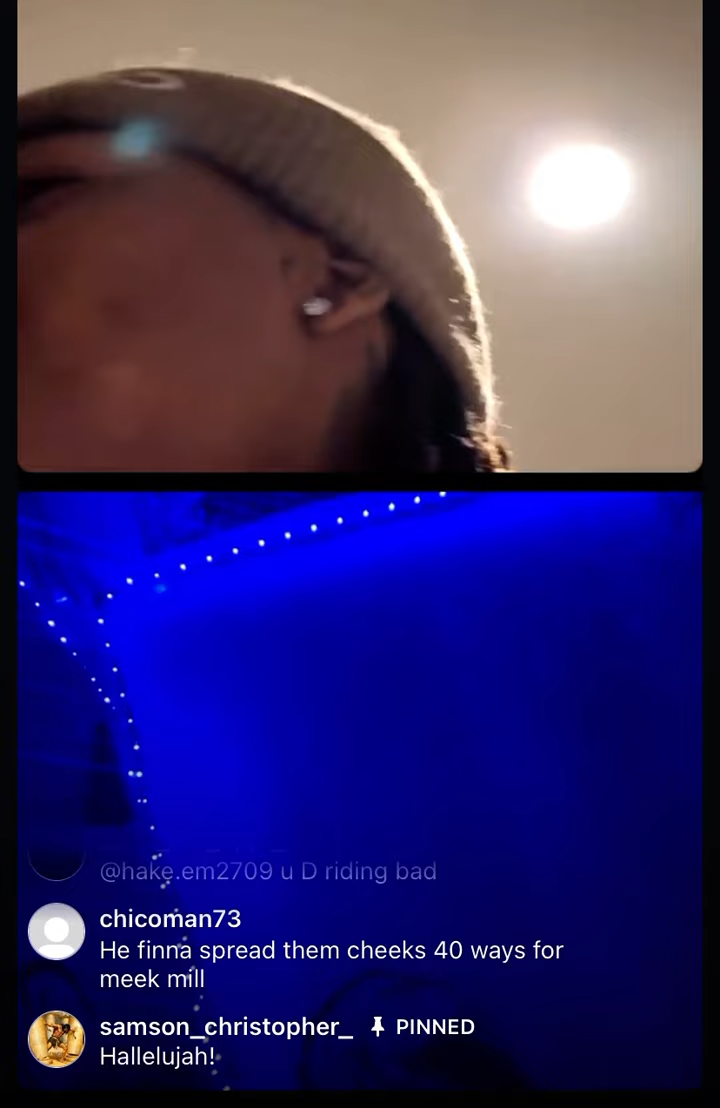 @hake.em2709 u D riding bad
chicoman73
He finna spread them cheeks 40 ways for
meek mill
samson_christopher_ PINNED
Hallelujah!